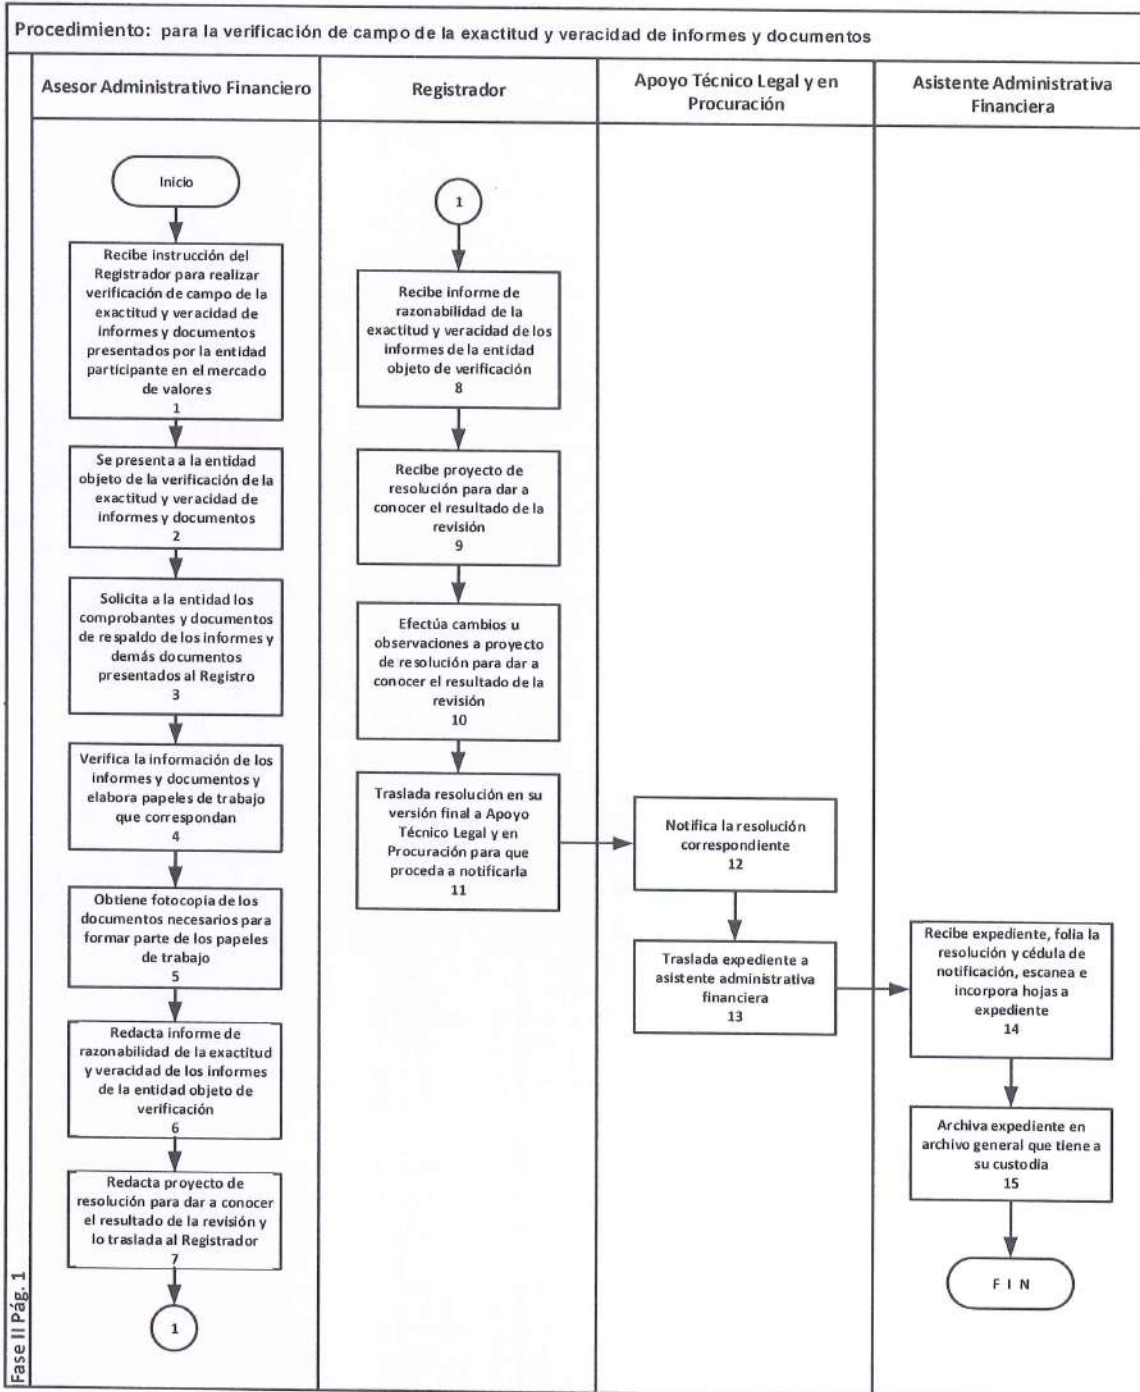 Procedimiento: para la verificación de campo de la exactitud y veracidad de informes y documentos
Asesor Administrativo Financiero
Registrador
Apoyo Técnico Legal y en
Procuración
Asistente Administrativa
Financiera
Inicio
Recibe instrucción del
Registrador para realizar
verificación de campo de la
exactitud y veracidad de
informes y documentos
presentados por la entidad
participante en el mercado
de valores
1
Se presenta a la entidad
objeto de la verificación de la
exactitud y veracidad de
informes y documentos
2
Solicita a la entidad los
comprobantes y documentos
de respaldo de los informes y
demás documentos
presentados al Registro
3
Verifica la información de los
informes y documentos y
elabora papeles de trabajo
que correspondan
4
Obtiene fotocopia de los
documentos necesarios para
formar parte de los papeles
de trabajo
5
Redacta informe de
razonabilidad de la exactitud
y veracidad de los informes
de la entidad objeto de
verificación
6
Redacta proyecto de
resolución para dar a conocer
el resultado de la revisión y
lo traslada al Registrador
7
1
1
Recibe informe de
razonabilidad de la
exactitud y veracidad de los
informes de la entidad
objeto de verificación
8
Recibe proyecto de
resolución para dar a
conocer el resultado de la
revisión
9
Efectúa cambios u
observaciones a proyecto
de resolución para dar a
conocer el resultado de la
revisión
10
Traslada resolución en su
versión final a Apoyo
Técnico Legal y en
Procuración para que
proceda a notificarla
11
Notifica la resolución
correspondiente
12
Traslada expediente a
asistente administrativa
financiera
13
Recibe expediente, folia la
resolución y cédula de
notificación, escanea e
incorpora hojas a
expediente
14
Archiva expediente en
archivo general que tiene a
su custodia
15
F I N
Fase II Pág. 1